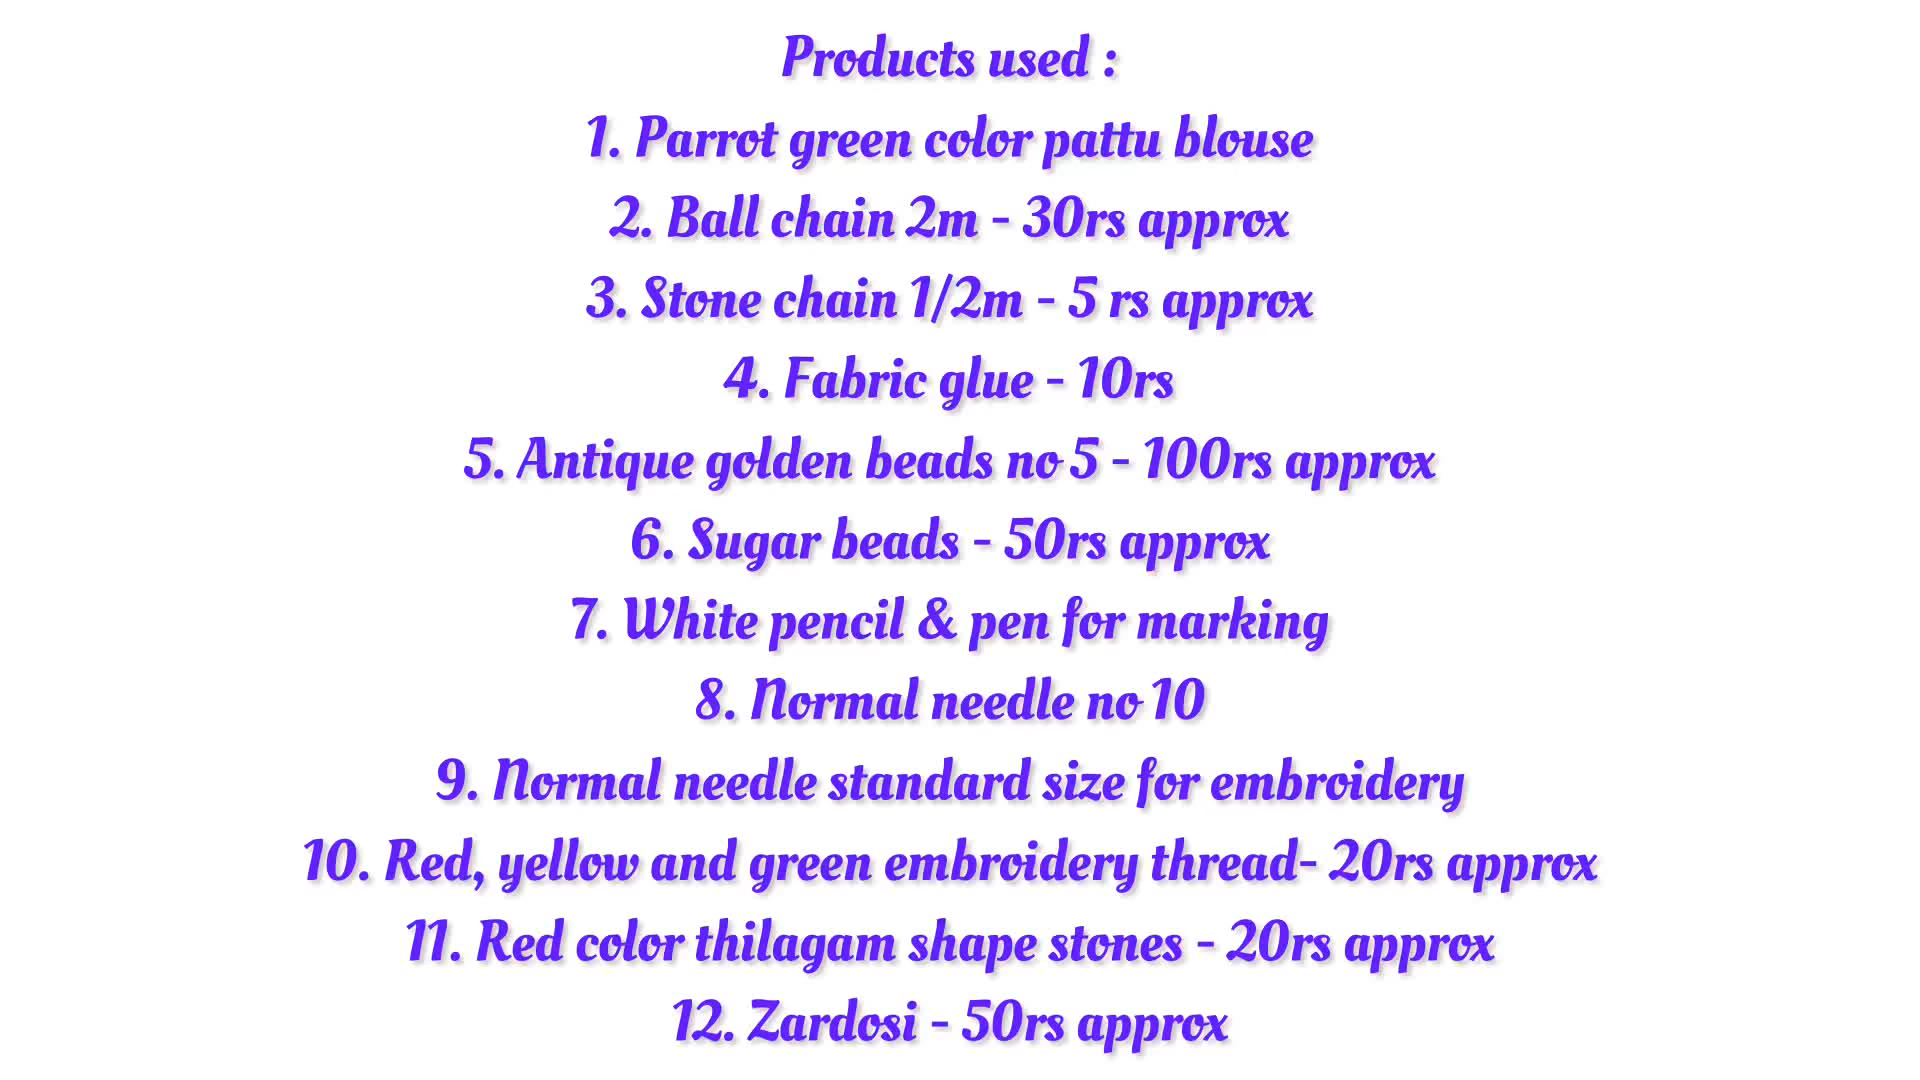 Products used :
1. Parrot green color pattu blouse
2. Ball chain 2m - 30rs approx
3. Stone chain 1/2m - 5 rs approx
4. Fabric glue - 10rs
5. Antique golden beads no 5 - 100rs approx
6. Sugar beads - 50rs approx
7. White pencil & pen for marking
8. Normal needle no 10
9. Normal needle standard size for embroidery
10. Red, yellow and green embroidery thread- 20rs approx
11. Red color thilagam shape stones - 20rs approx
12. Zardosi - 50rs approx